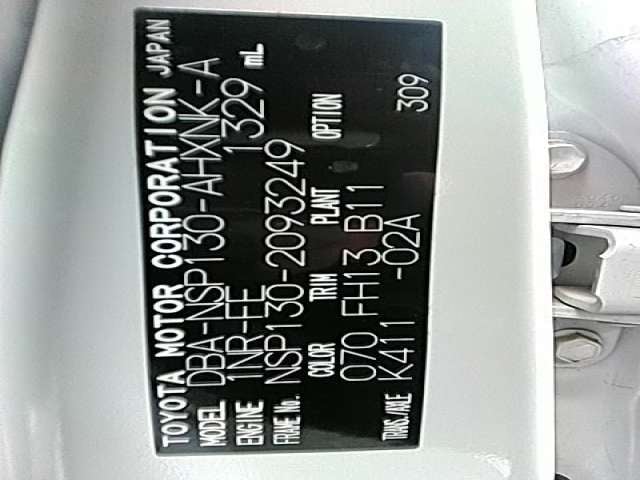 TOYOTA MOTOR CORPORATION JAPAN
MODEL DBA-NSP130-AHXNK-A
ENGINE 1NR-FE 1329 mL
FRAME No. NSP130-2093249
COLOR TRIM PLANT OPTION
070 FH13 B11
TRANS./AXLE K411 -02A 309